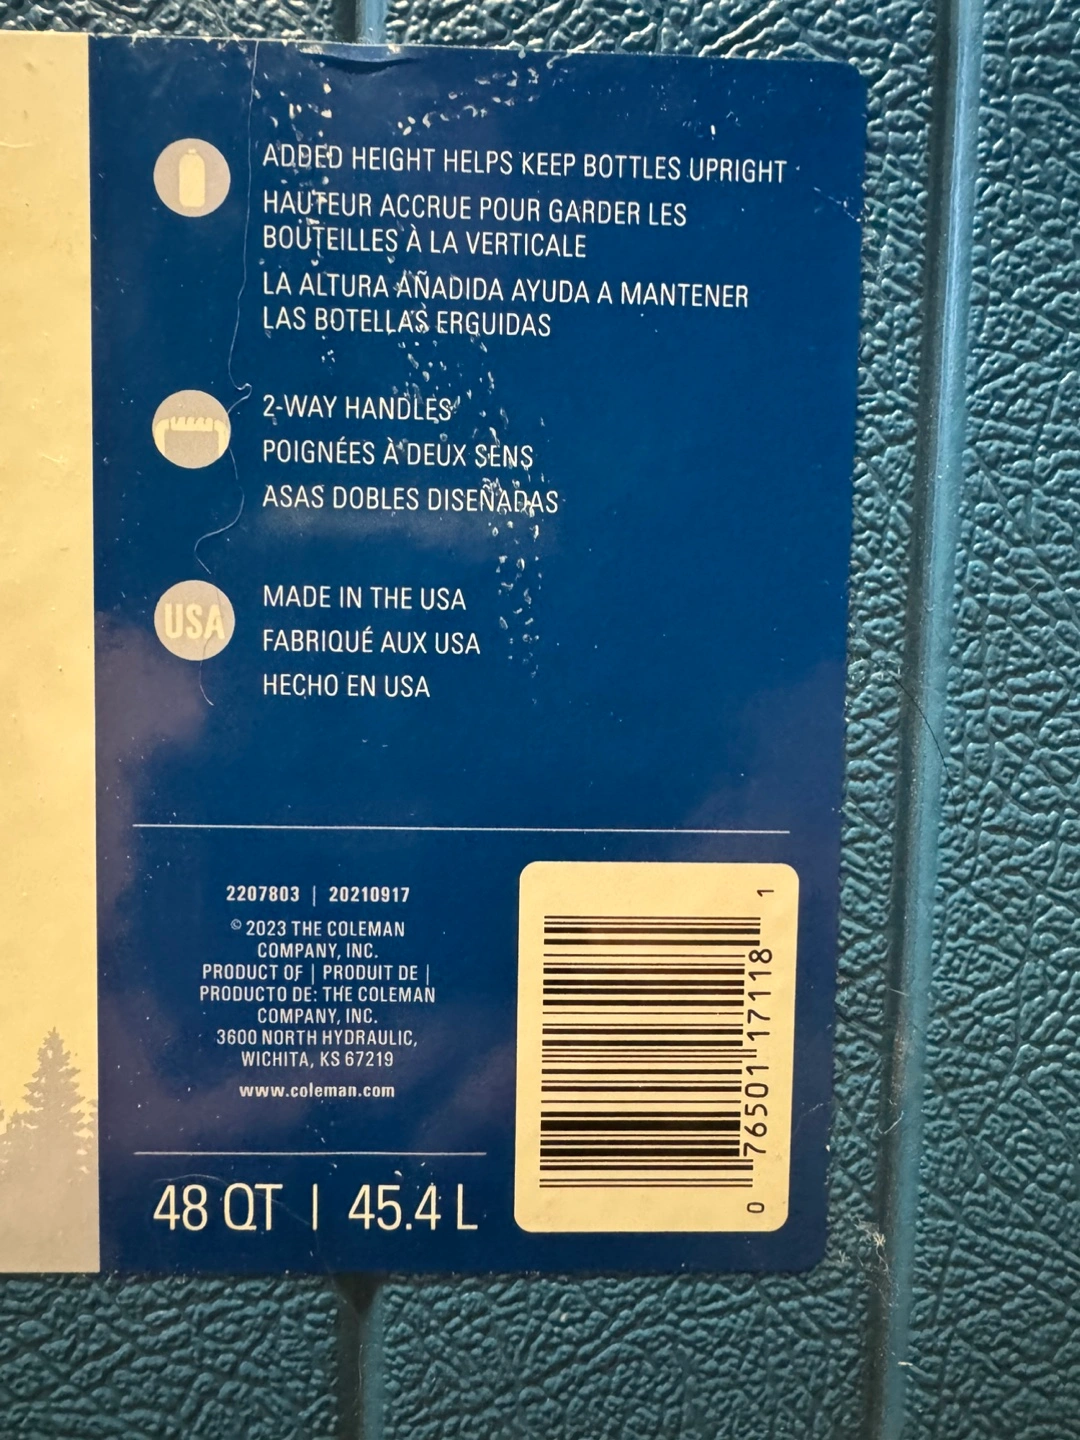 ADDED HEIGHT HELPS KEEP BOTTLES UPRIGHT
HAUTEUR ACCRUE POUR GARDER LES
BOUTEILLES À LA VERTICALE
LA ALTURA AÑADIDA AYUDA A MANTENER
LAS BOTELLAS ERGUIDAS
2-WAY HANDLES
POIGNÉES À DEUX SENS
ASAS DOBLES DISEÑADAS
USA
MADE IN THE USA
FABRIQUÉ AUX USA
HECHO EN USA
2207803 | 20210917
© 2023 THE COLEMAN
COMPANY, INC.
PRODUCT OF | PRODUIT DE |
PRODUCTO DE: THE COLEMAN
COMPANY, INC.
3600 NORTH HYDRAULIC,
WICHITA, KS 67219
www.coleman.com
48 QT | 45.4 L
0 76501 17118 1